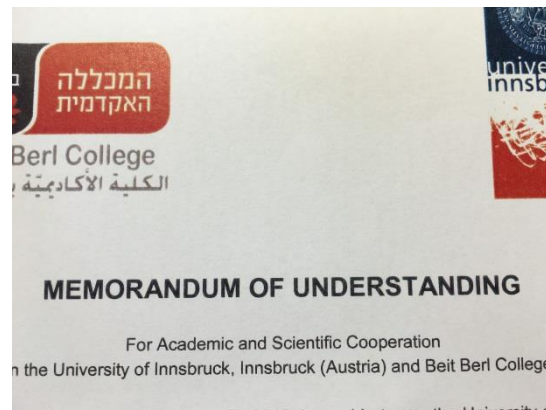 המכללה
האקדמית
Berl College
الكلية الأكاديميّة
unive
innsb
MEMORANDUM OF UNDERSTANDING
For Academic and Scientific Cooperation
n the University of Innsbruck, Innsbruck (Austria) and Beit Berl College